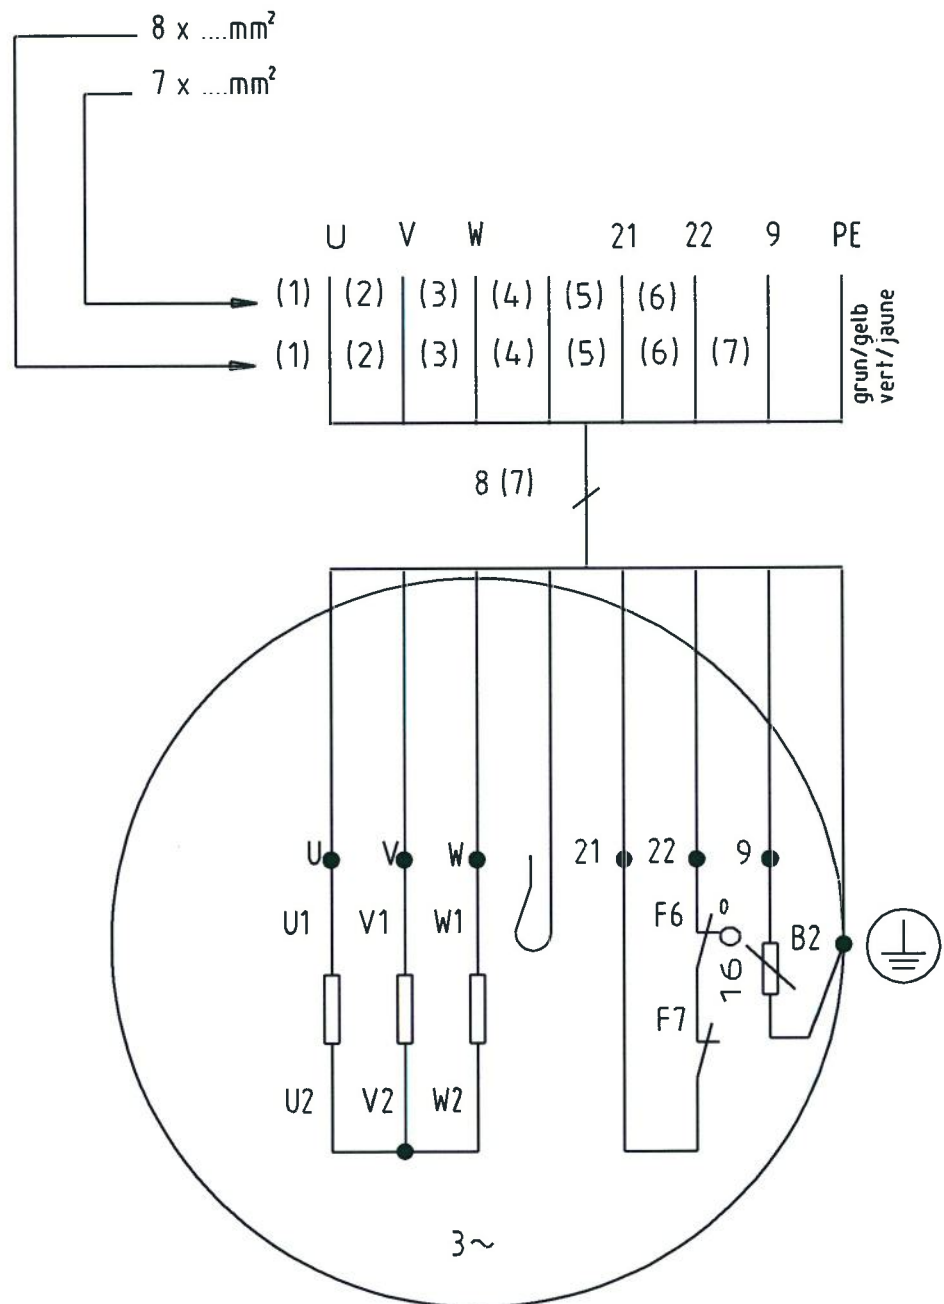 8 x ....mm²
7 x ....mm²
U V W 21 22 9 PE
(1) (2) (3) (4) (5) (6)
(1) (2) (3) (4) (5) (6) (7)
grun/gelb
vert/jaune
8 (7)
U V W 21 22 9
U1 V1 W1 F6 0 B2
16
F7
U2 V2 W2
3~